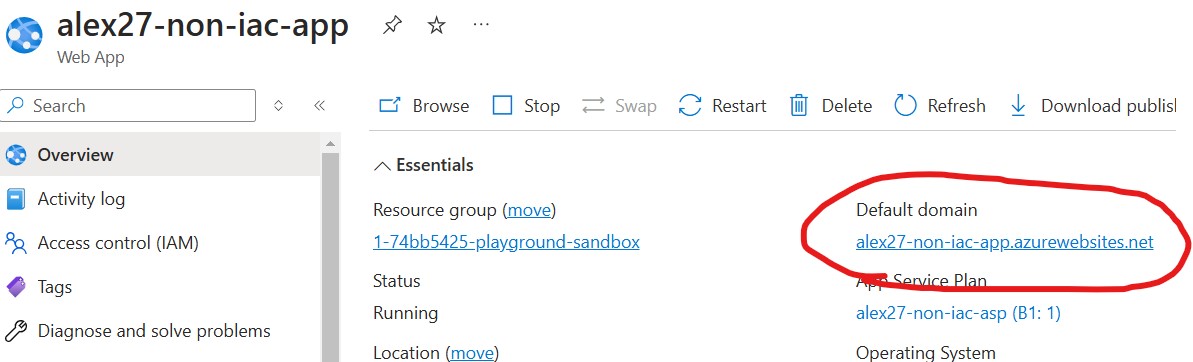 alex27-non-iac-app
Web App
Search
Browse Stop Swap Restart Delete Refresh Download publish
Overview
Activity log
Access control (IAM)
Tags
Diagnose and solve problems
Essentials
Resource group (move)
1-74bb5425-playground-sandbox
Status
Running
Location (move)
Default domain
alex27-non-iac-app.azurewebsites.net
App Service Plan
alex27-non-iac-asp (B1: 1)
Operating System